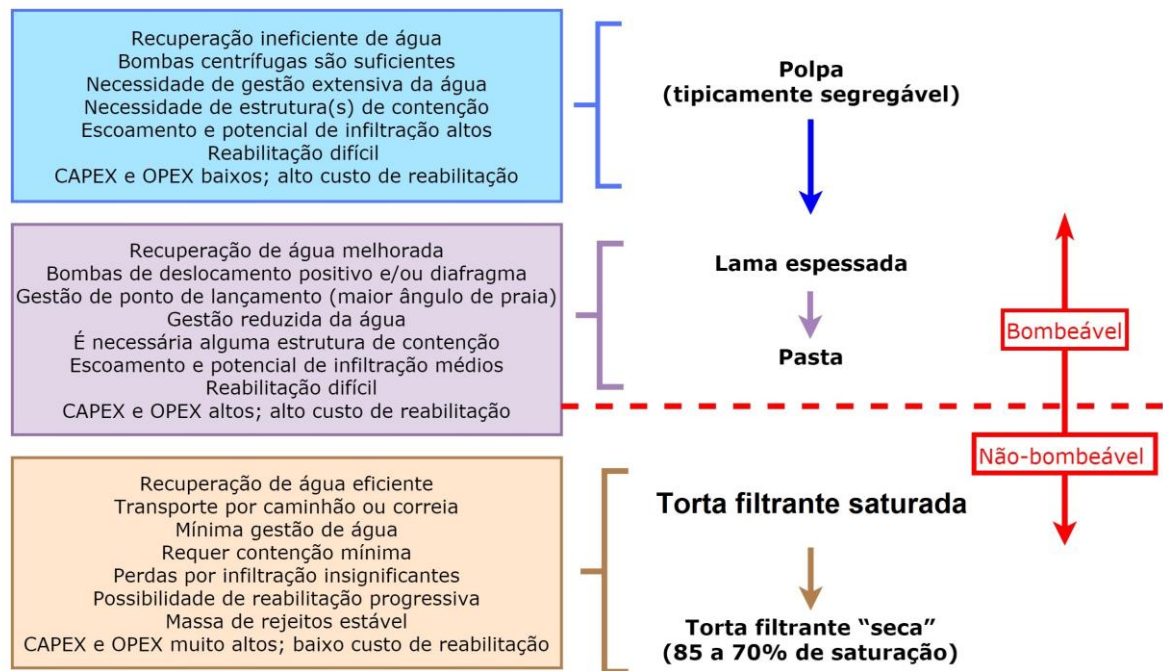 Recuperação ineficiente de água
Bombas centrífugas são suficientes
Necessidade de gestão extensiva da água
Necessidade de estrutura(s) de contenção
Escoamento e potencial de infiltração altos
Reabilitação difícil
CAPEX e OPEX baixos; alto custo de reabilitação
Polpa
(tipicamente segregável)
Recuperação de água melhorada
Bombas de deslocamento positivo e/ou diafragma
Gestão de ponto de lançamento (maior ângulo de praia)
Gestão reduzida da água
É necessária alguma estrutura de contenção
Escoamento e potencial de infiltração médios
Reabilitação difícil
CAPEX e OPEX altos; alto custo de reabilitação
Lama espessada
Pasta
Bombeável
Não-bombeável
Recuperação de água eficiente
Transporte por caminhão ou correia
Mínima gestão de água
Requer contenção mínima
Perdas por infiltração insignificantes
Possibilidade de reabilitação progressiva
Massa de rejeitos estável
CAPEX e OPEX muito altos; baixo custo de reabilitação
Torta filtrante saturada
Torta filtrante “seca”
(85 a 70% de saturação)